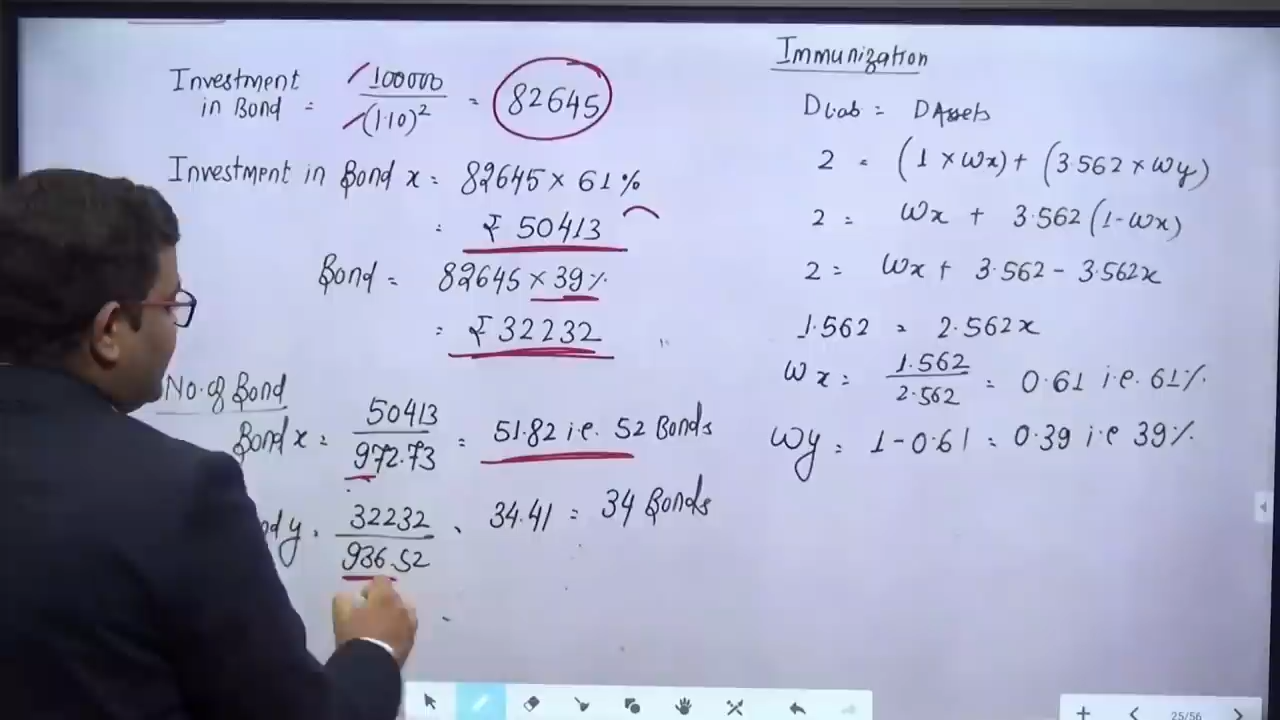 Investment in Bond = 100000 / (1.10)² = 82645
Investment in Bond x = 82645 × 61%
= ₹ 50413
Bond = 82645 × 39%
= ₹ 32232
No. of Bond
Bond x = 50413 / 972.73 = 51.82 i.e. 52 Bonds
y = 32232 / 936.52 = 34.41 = 34 Bonds
Immunization
DLiab = DAssets
2 = (1 × wx) + (3.562 × wy)
2 = wx + 3.562 (1-wx)
2 = wx + 3.562 - 3.562x
1.562 = 2.562x
wx = 1.562 / 2.562 = 0.61 i.e. 61%
wy = 1-0.61 = 0.39 i.e 39%
25/56